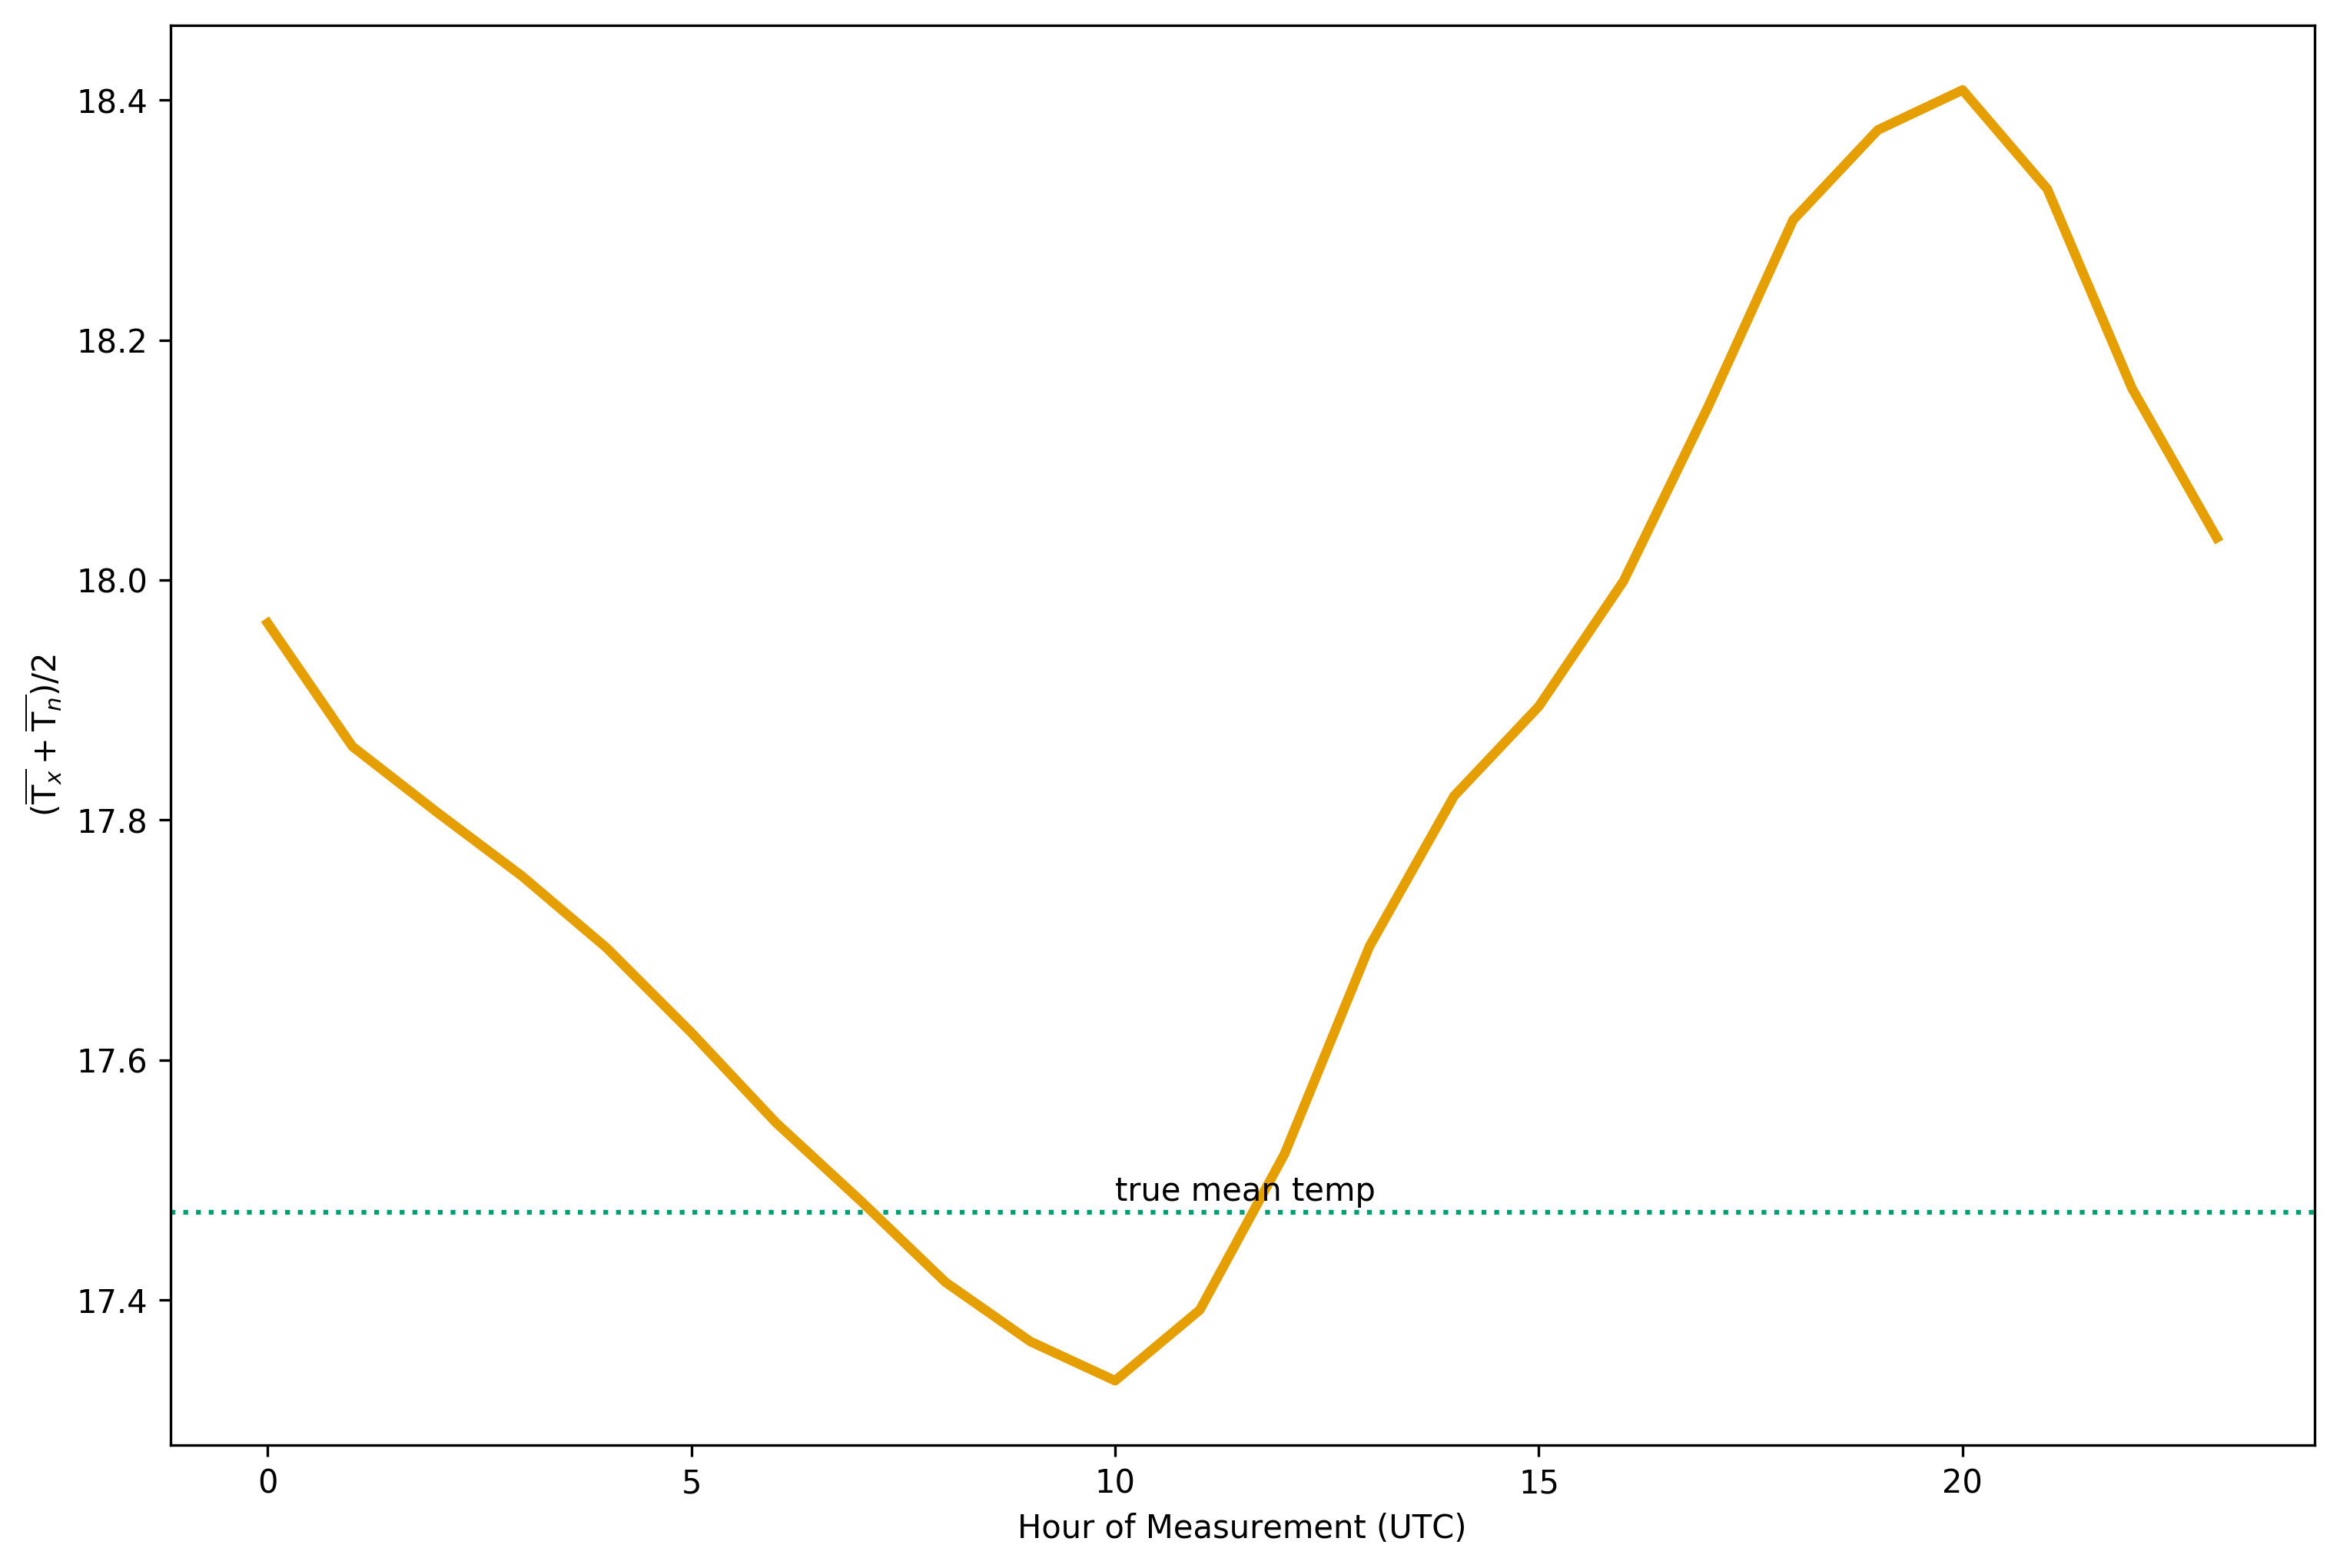 18.4
18.2
18.0
17.8
17.6
17.4
(T̅ₓ + T̅ₙ)/2
true mean temp
0 5 10 15 20
Hour of Measurement (UTC)